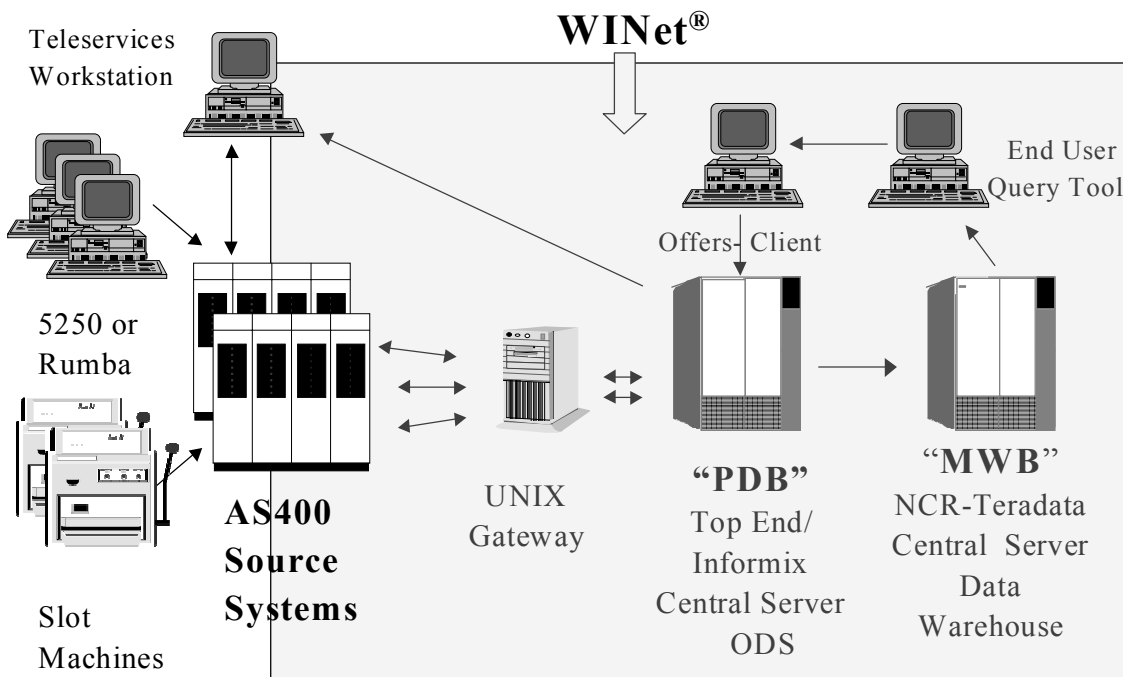 WINet®
Teleservices
Workstation
End User
Query Tool
Offers- Client
5250 or
Rumba
Slot
Machines
AS400
Source
Systems
UNIX
Gateway
“PDB”
Top End/
Informix
Central Server
ODS
“MWB”
NCR-Teradata
Central Server
Data
Warehouse